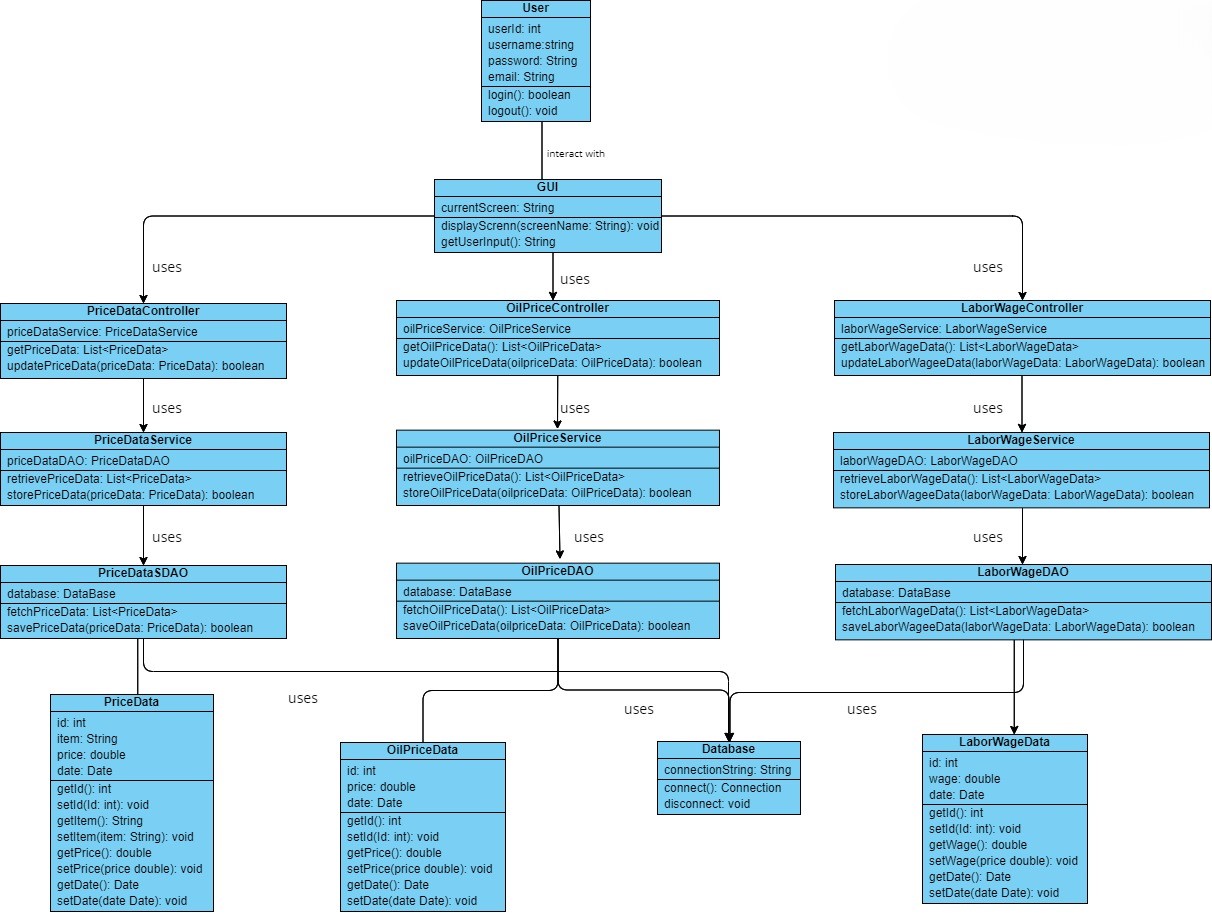 User
userId: int
username:string
password: String
email: String
login(): boolean
logout(): void
interact with
GUI
currentScreen: String
displayScrenn(screenName: String): void
getUserInput(): String
uses
uses
uses
PriceDataController
priceDataService: PriceDataService
getPriceData: List<PriceData>
updatePriceData(priceData: PriceData): boolean
OilPriceController
oilPriceService: OilPriceService
getOilPriceData(): List<OilPriceData>
updateOilPriceData(oilpriceData: OilPriceData): boolean
LaborWageController
laborWageService: LaborWageService
getLaborWageData(): List<LaborWageData>
updateLaborWageeData(laborWageData: LaborWageData): boolean
uses
uses
uses
PriceDataService
priceDataDAO: PriceDataDAO
retrievePriceData: List<PriceData>
storePriceData(priceData: PriceData): boolean
OilPriceService
oilPriceDAO: OilPriceDAO
retrieveOilPriceData(): List<OilPriceData>
storeOilPriceData(oilpriceData: OilPriceData): boolean
LaborWageService
laborWageDAO: LaborWageDAO
retrieveLaborWageData(): List<LaborWageData>
storeLaborWageeData(laborWageData: LaborWageData): boolean
uses
uses
uses
PriceDataSDAO
database: DataBase
fetchPriceData: List<PriceData>
savePriceData(priceData: PriceData): boolean
OilPriceDAO
database: DataBase
fetchOilPriceData(): List<OilPriceData>
saveOilPriceData(oilpriceData: OilPriceData): boolean
LaborWageDAO
database: DataBase
fetchLaborWageData(): List<LaborWageData>
saveLaborWageeData(laborWageData: LaborWageData): boolean
uses
uses
uses
PriceData
id: int
item: String
price: double
date: Date
getId(): int
setId(Id: int): void
getItem(): String
setItem(item: String): void
getPrice(): double
setPrice(price double): void
getDate(): Date
setDate(date Date): void
OilPriceData
id: int
price: double
date: Date
getId(): int
setId(Id: int): void
getPrice(): double
setPrice(price double): void
getDate(): Date
setDate(date Date): void
Database
connectionString: String
connect(): Connection
disconnect: void
LaborWageData
id: int
wage: double
date: Date
getId(): int
setId(Id: int): void
getWage(): double
setWage(price double): void
getDate(): Date
setDate(date Date): void